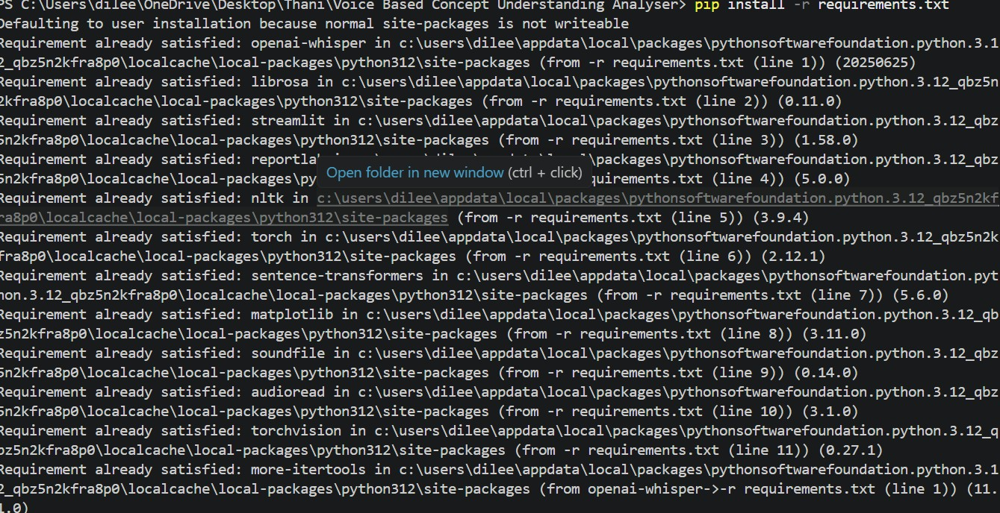 PS C:\Users\dilee\OneDrive\Desktop\Thani\Voice Based Concept Understanding Analyser> pip install -r requirements.txt
Defaulting to user installation because normal site-packages is not writeable
Requirement already satisfied: openai-whisper in c:\users\dilee\appdata\local\packages\pythonsoftwarefoundation.python.3.1
2_qbz5n2kfra8p0\localcache\local-packages\python312\site-packages (from -r requirements.txt (line 1)) (20250625)
Requirement already satisfied: librosa in c:\users\dilee\appdata\local\packages\pythonsoftwarefoundation.python.3.12_qbz5n
2kfra8p0\localcache\local-packages\python312\site-packages (from -r requirements.txt (line 2)) (0.11.0)
Requirement already satisfied: streamlit in c:\users\dilee\appdata\local\packages\pythonsoftwarefoundation.python.3.12_qbz
5n2kfra8p0\localcache\local-packages\python312\site-packages (from -r requirements.txt (line 3)) (1.58.0)
Requirement already satisfied: reportlab \packages\pythonsoftwarefoundation.python.3.12_qbz
Open folder in new window (ctrl + click)
5n2kfra8p0\localcache\local-packages\py quirements.txt (line 4)) (5.0.0)
Requirement already satisfied: nltk in c:\users\dilee\appdata\local\packages\pythonsoftwarefoundation.python.3.12_qbz5n2kf
ra8p0\localcache\local-packages\python312\site-packages (from -r requirements.txt (line 5)) (3.9.4)
Requirement already satisfied: torch in c:\users\dilee\appdata\local\packages\pythonsoftwarefoundation.python.3.12_qbz5n2k
fra8p0\localcache\local-packages\python312\site-packages (from -r requirements.txt (line 6)) (2.12.1)
Requirement already satisfied: sentence-transformers in c:\users\dilee\appdata\local\packages\pythonsoftwarefoundation.pyt
hon.3.12_qbz5n2kfra8p0\localcache\local-packages\python312\site-packages (from -r requirements.txt (line 7)) (5.6.0)
Requirement already satisfied: matplotlib in c:\users\dilee\appdata\local\packages\pythonsoftwarefoundation.python.3.12_qb
z5n2kfra8p0\localcache\local-packages\python312\site-packages (from -r requirements.txt (line 8)) (3.11.0)
Requirement already satisfied: soundfile in c:\users\dilee\appdata\local\packages\pythonsoftwarefoundation.python.3.12_qbz
5n2kfra8p0\localcache\local-packages\python312\site-packages (from -r requirements.txt (line 9)) (0.14.0)
Requirement already satisfied: audioread in c:\users\dilee\appdata\local\packages\pythonsoftwarefoundation.python.3.12_qbz
5n2kfra8p0\localcache\local-packages\python312\site-packages (from -r requirements.txt (line 10)) (3.1.0)
Requirement already satisfied: torchvision in c:\users\dilee\appdata\local\packages\pythonsoftwarefoundation.python.3.12_q
bz5n2kfra8p0\localcache\local-packages\python312\site-packages (from -r requirements.txt (line 11)) (0.27.1)
Requirement already satisfied: more-itertools in c:\users\dilee\appdata\local\packages\pythonsoftwarefoundation.python.3.1
2_qbz5n2kfra8p0\localcache\local-packages\python312\site-packages (from openai-whisper->-r requirements.txt (line 1)) (11.
1.0)